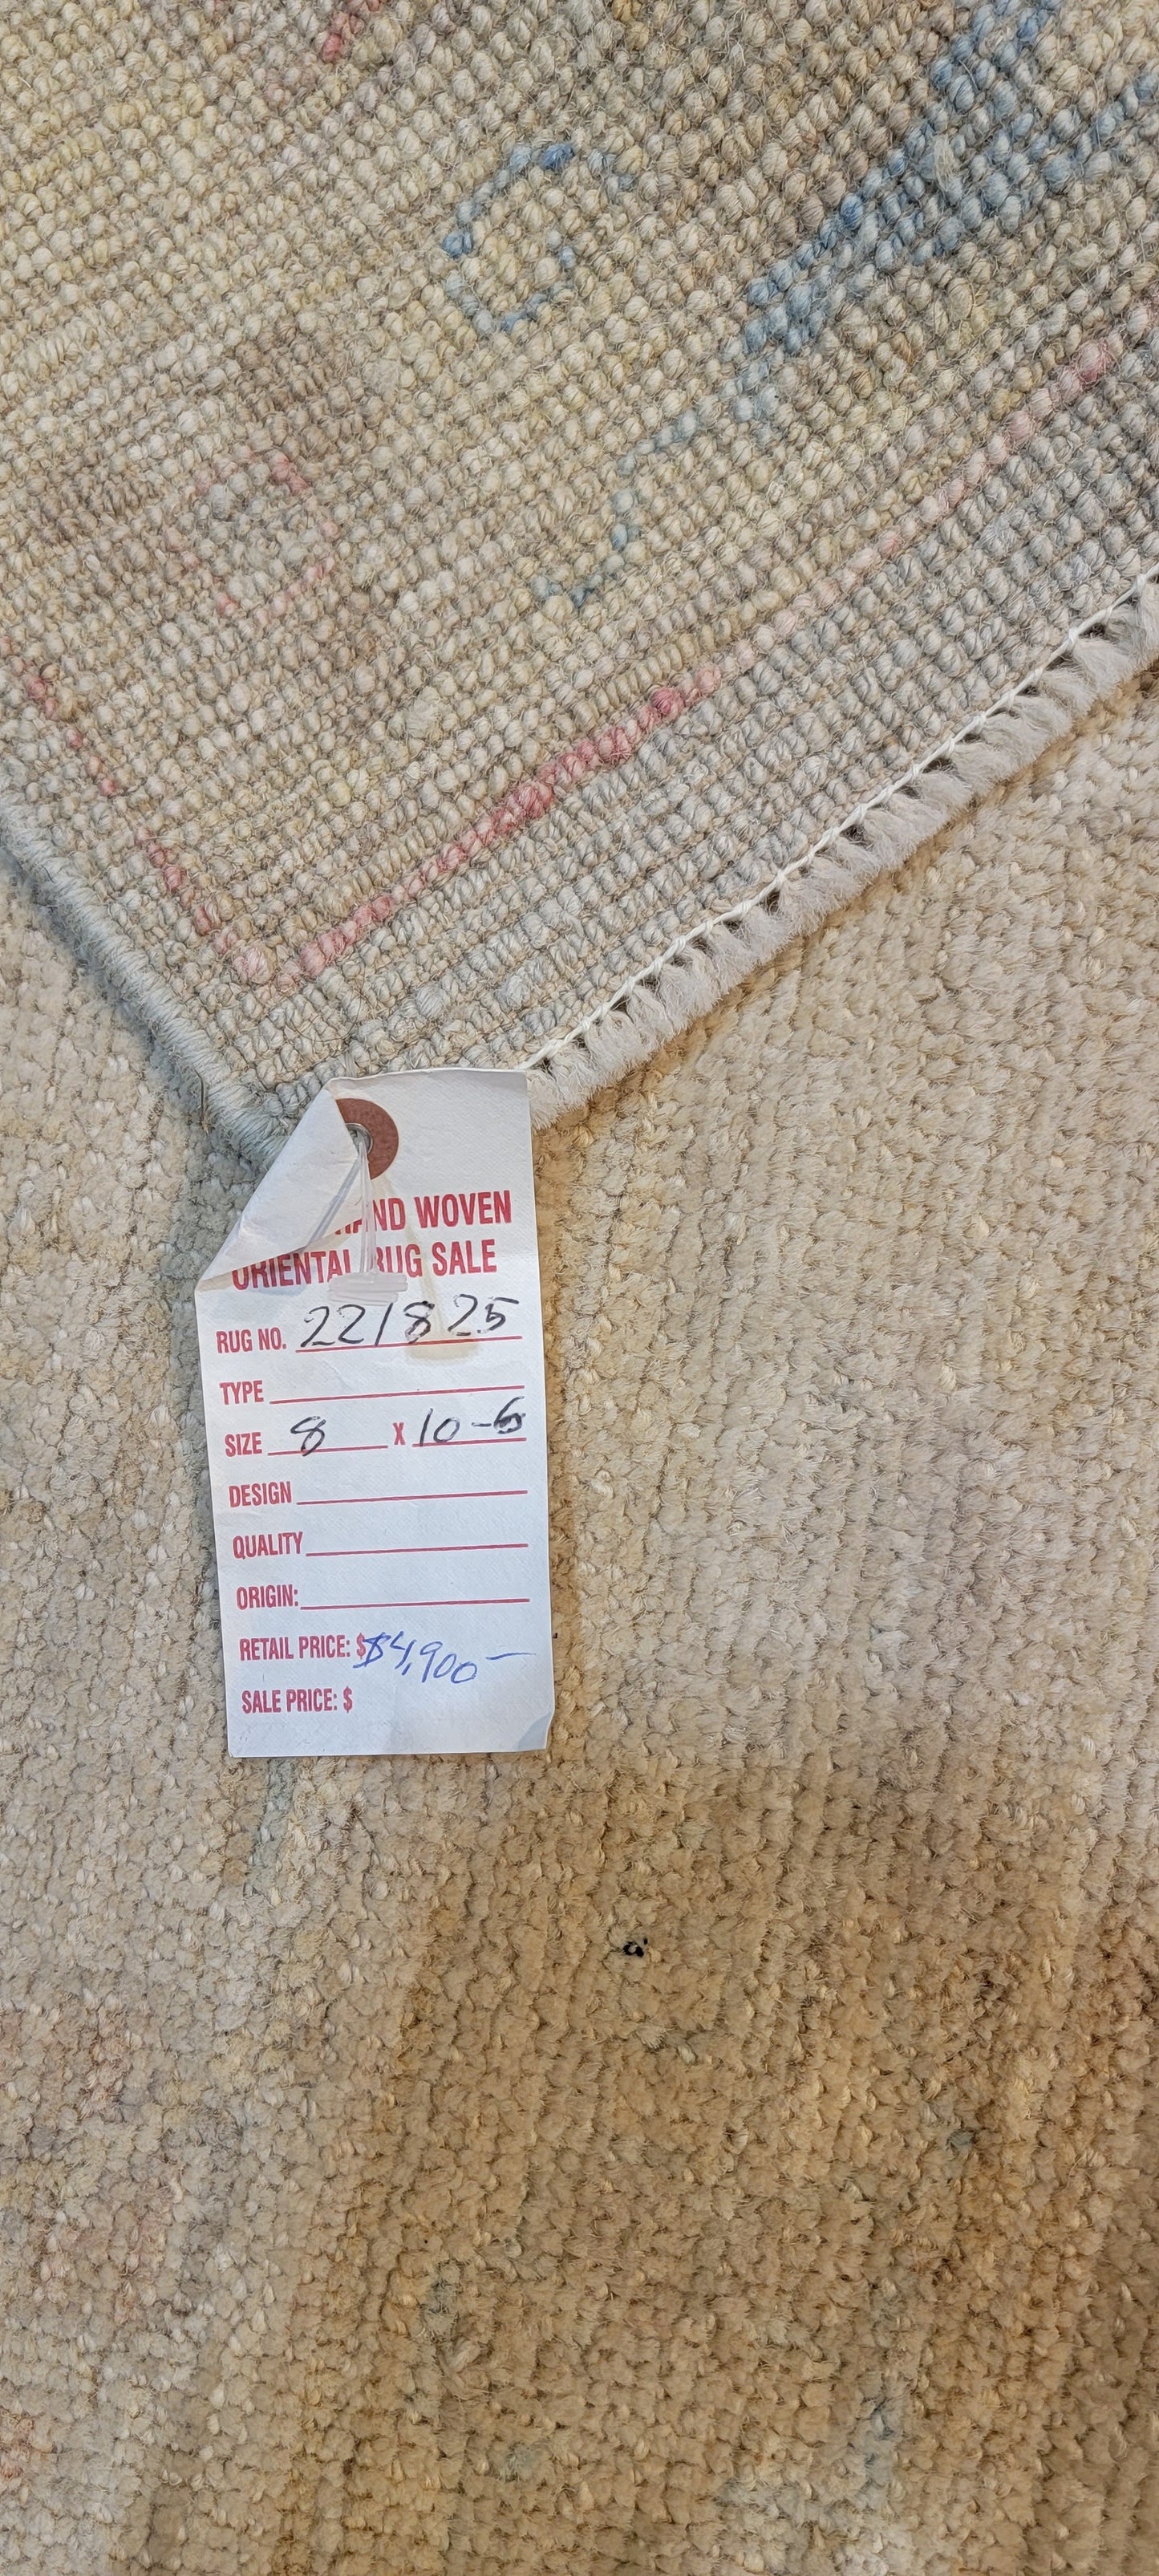 HAND WOVEN
ORIENTAL RUG SALE
RUG NO. 221825
TYPE
SIZE 8 X 10-6
DESIGN
QUALITY
ORIGIN:
RETAIL PRICE: $ $4,900-
SALE PRICE: $